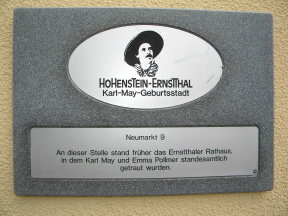 HOHENSTEIN-ERNSTTHAL
Karl-May-Geburtsstadt
Neumarkt 9
An dieser Stelle stand früher das Ernstthaler Rathaus,
in dem Karl May und Emma Pollmer standesamtlich
getraut wurden.